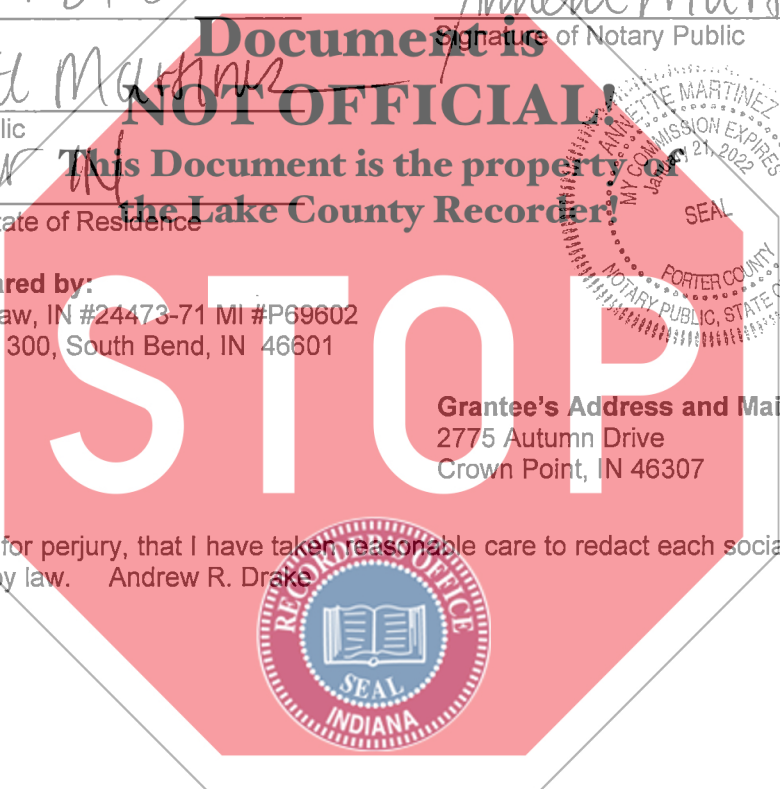 Document is
Signature of Notary Public
Martinez
NOT OFFICIAL!
lic
This Document is the property of
IN
the Lake County Recorder!
tate of Residence
ANNETTE MARTINEZ
MY COMMISSION EXPIRES
January 21, 2022
SEAL
PORTER COUNTY
NOTARY PUBLIC, STATE O
ared by:
aw, IN #24473-71 MI #P69602
300, South Bend, IN 46601
STOP
Grantee's Address and Mai
2775 Autumn Drive
Crown Point, IN 46307
for perjury, that I have taken reasonable care to redact each socia
by law. Andrew R. Drake
RECORDER'S OFFICE
SEAL
INDIANA